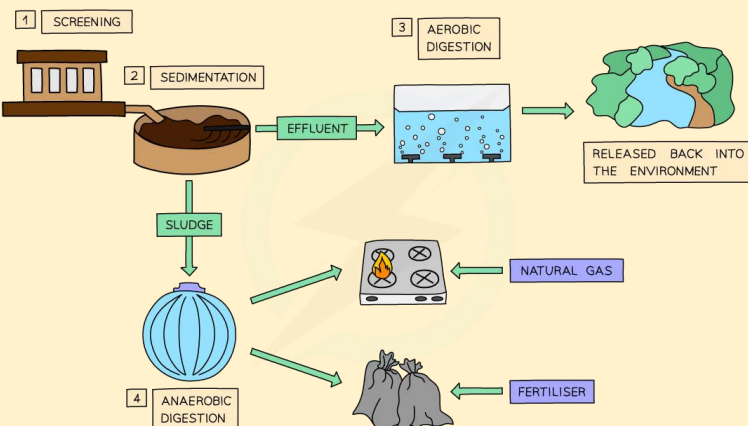 1 SCREENING
2 SEDIMENTATION
3 AEROBIC
DIGESTION
EFFLUENT
RELEASED BACK INTO
THE ENVIRONMENT
SLUDGE
NATURAL GAS
FERTILISER
4 ANAEROBIC
DIGESTION